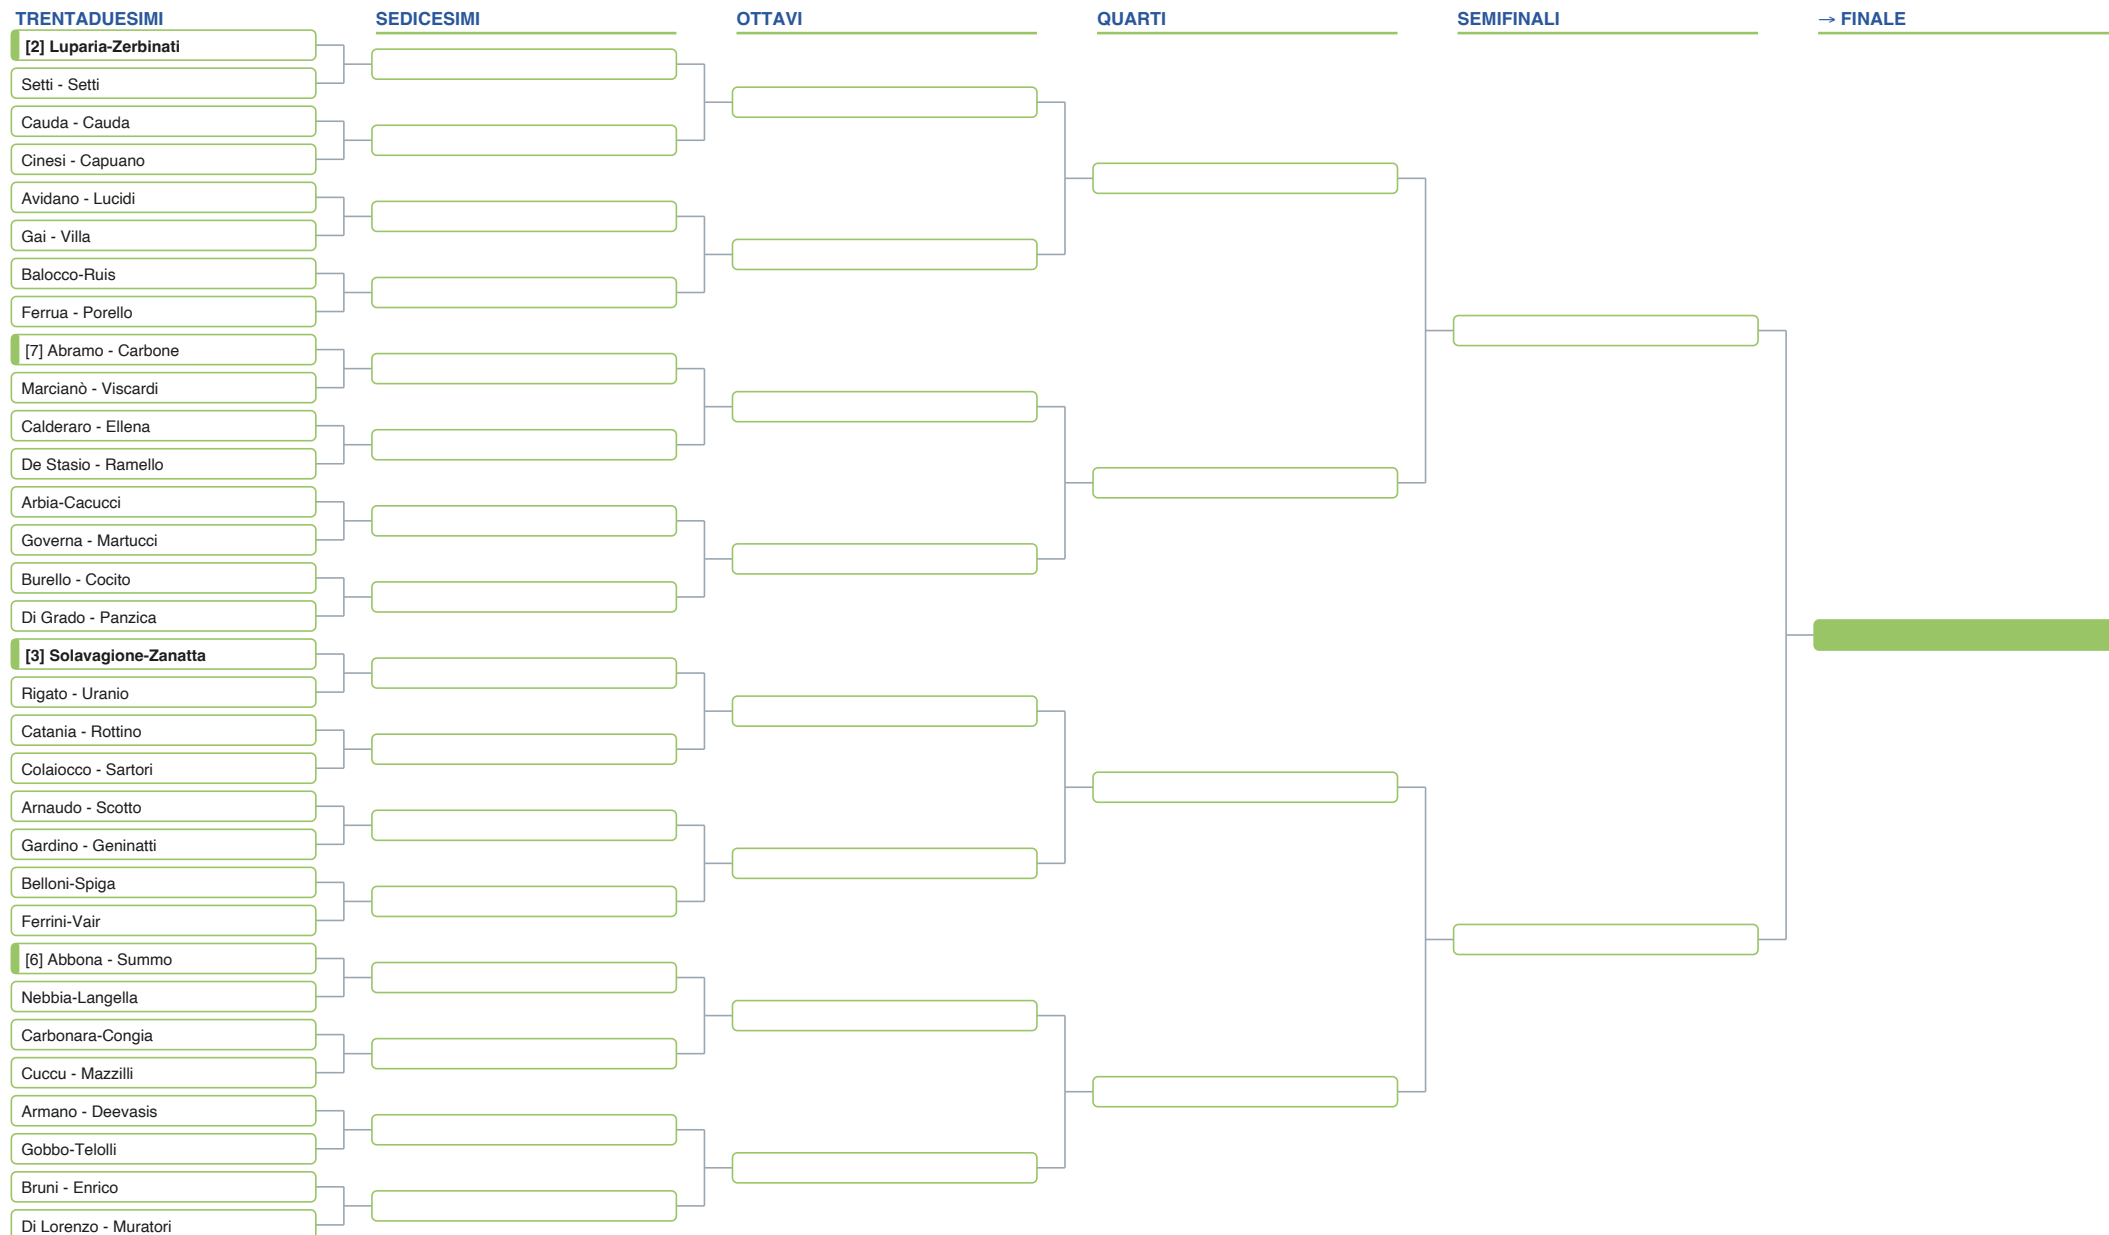 TRENTADUESIMI
SEDICESIMI
OTTAVI
QUARTI
SEMIFINALI
→ FINALE
[2] Luparia-Zerbinati
Setti - Setti
Cauda - Cauda
Cinesi - Capuano
Avidano - Lucidi
Gai - Villa
Balocco-Ruis
Ferrua - Porello
[7] Abramo - Carbone
Marcianò - Viscardi
Calderaro - Ellena
De Stasio - Ramello
Arbia-Cacucci
Governa - Martucci
Burello - Cocito
Di Grado - Panzica
[3] Solavagione-Zanatta
Rigato - Uranio
Catania - Rottino
Colaiocco - Sartori
Arnaudo - Scotto
Gardino - Geninatti
Belloni-Spiga
Ferrini-Vair
[6] Abbona - Summo
Nebbia-Langella
Carbonara-Congia
Cuccu - Mazzilli
Armano - Deevasis
Gobbo-Telolli
Bruni - Enrico
Di Lorenzo - Muratori